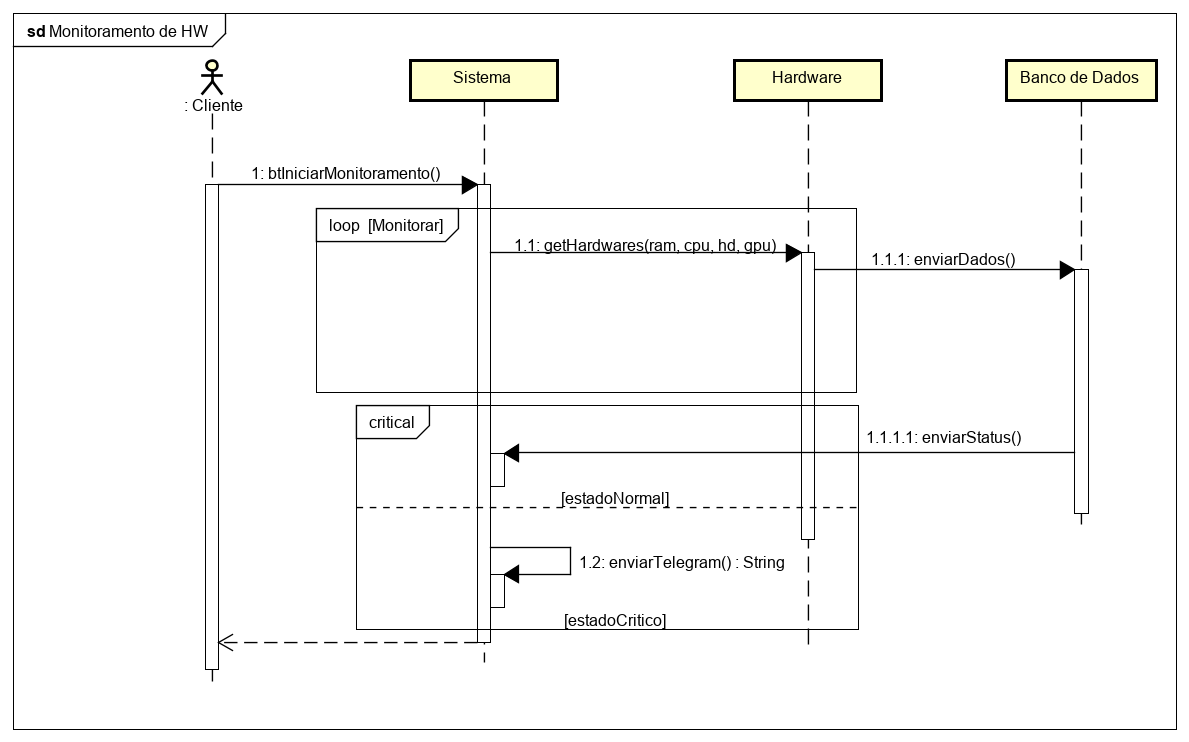 sd Monitoramento de HW
: Cliente
Sistema
Hardware
Banco de Dados
1: btIniciarMonitoramento()
loop [Monitorar]
1.1: getHardwares(ram, cpu, hd, gpu)
1.1.1: enviarDados()
critical
1.1.1.1: enviarStatus()
[estadoNormal]
1.2: enviarTelegram() : String
[estadoCritico]